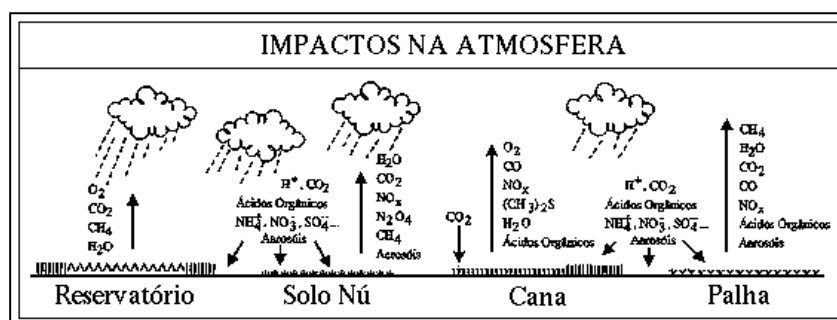 IMPACTOS NA ATMOSFERA
O₂
CO₂
CH₄
H₂O
H⁺, CO₂
Ácidos Orgânicos
NH₄⁺, NO₃⁻, SO₄⁻...
Aerosóis
H₂O
CO₂
NOₓ
N₂O₄
CH₄
Aerosóis
CO₂
O₂
CO
NOₓ
(CH₃)₂S
H₂O
Ácidos Orgânicos
H⁺, CO₂
Ácidos Orgânicos
NH₄⁺, NO₃⁻, SO₄⁻...
Aerosóis
CH₄
H₂O
CO₂
CO
NOₓ
Ácidos Orgânicos
Aerosóis
Reservatório Solo Nú Cana Palha